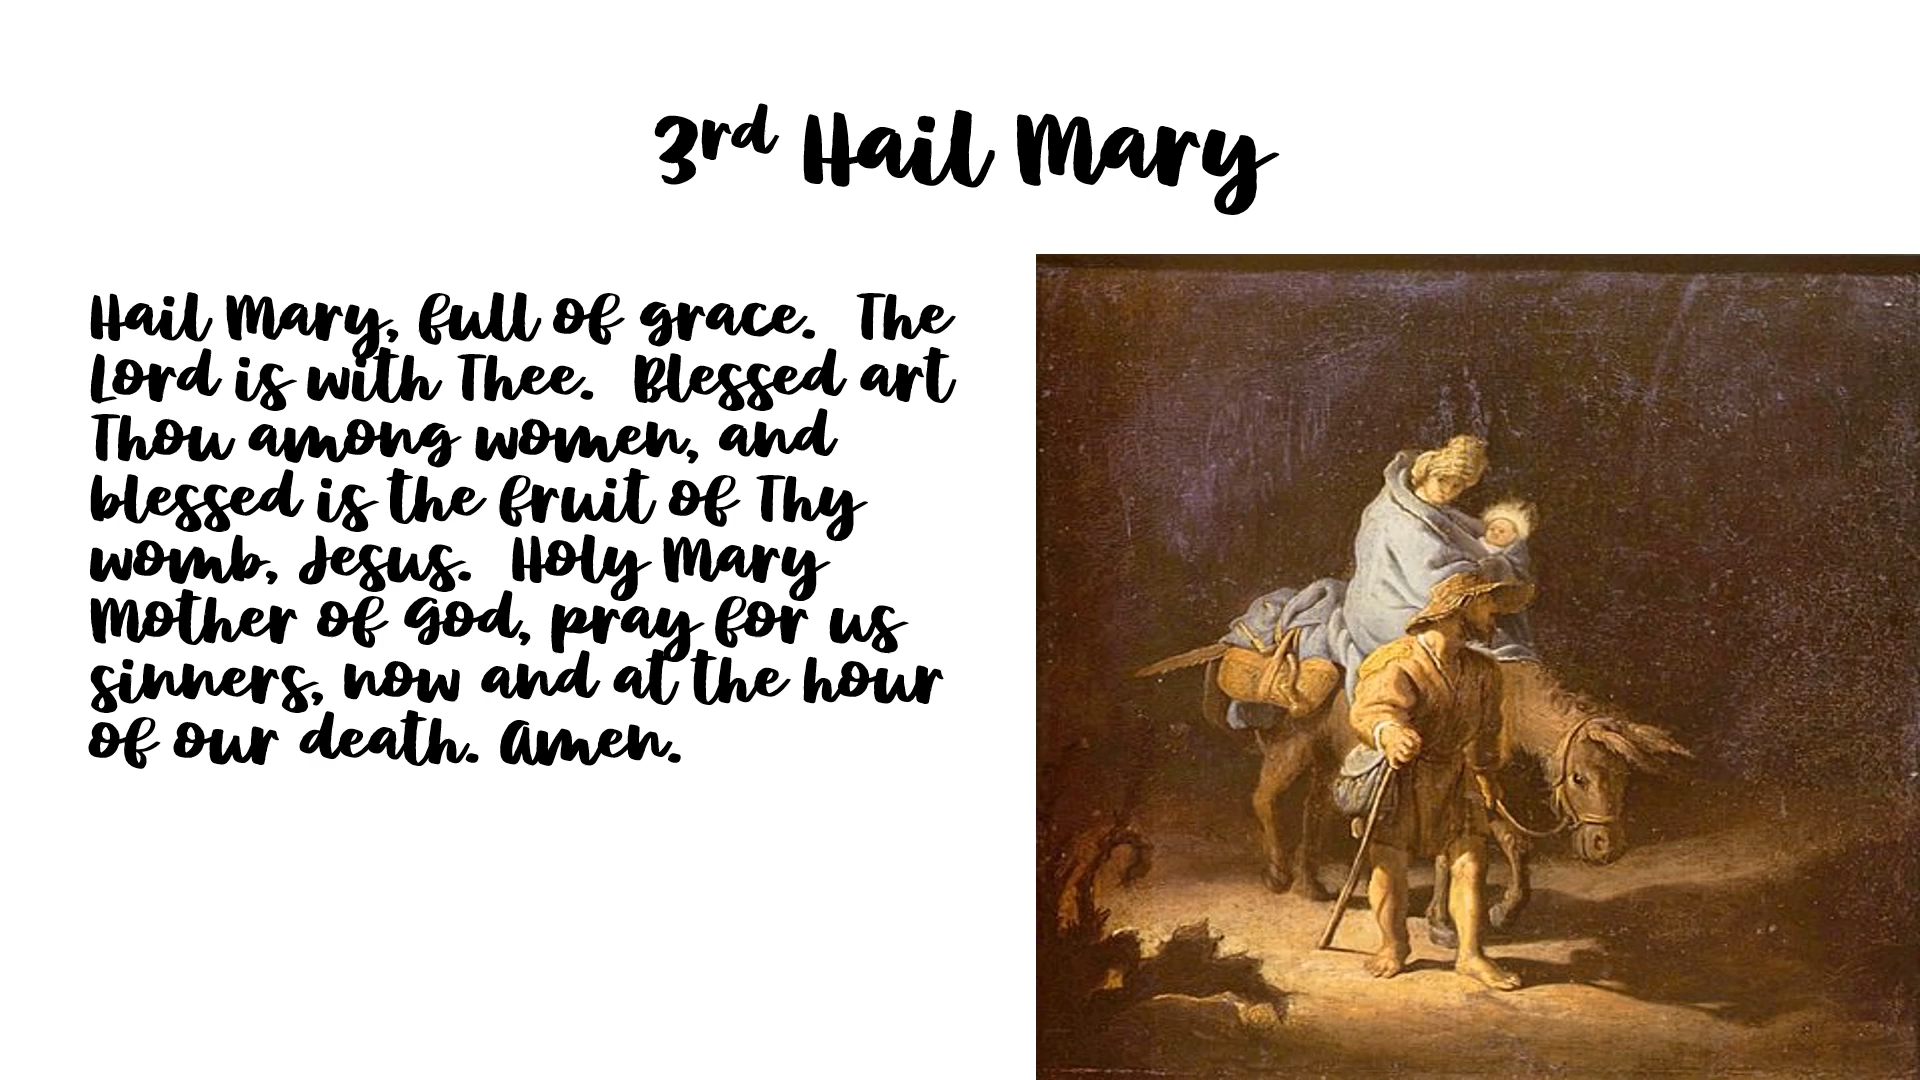 3rd Hail Mary
Hail Mary, full of grace.  The
Lord is with Thee.  Blessed art
Thou among women, and
blessed is the fruit of Thy
womb, Jesus.  Holy Mary
Mother of God, pray for us
sinners, now and at the hour
of our death. Amen.